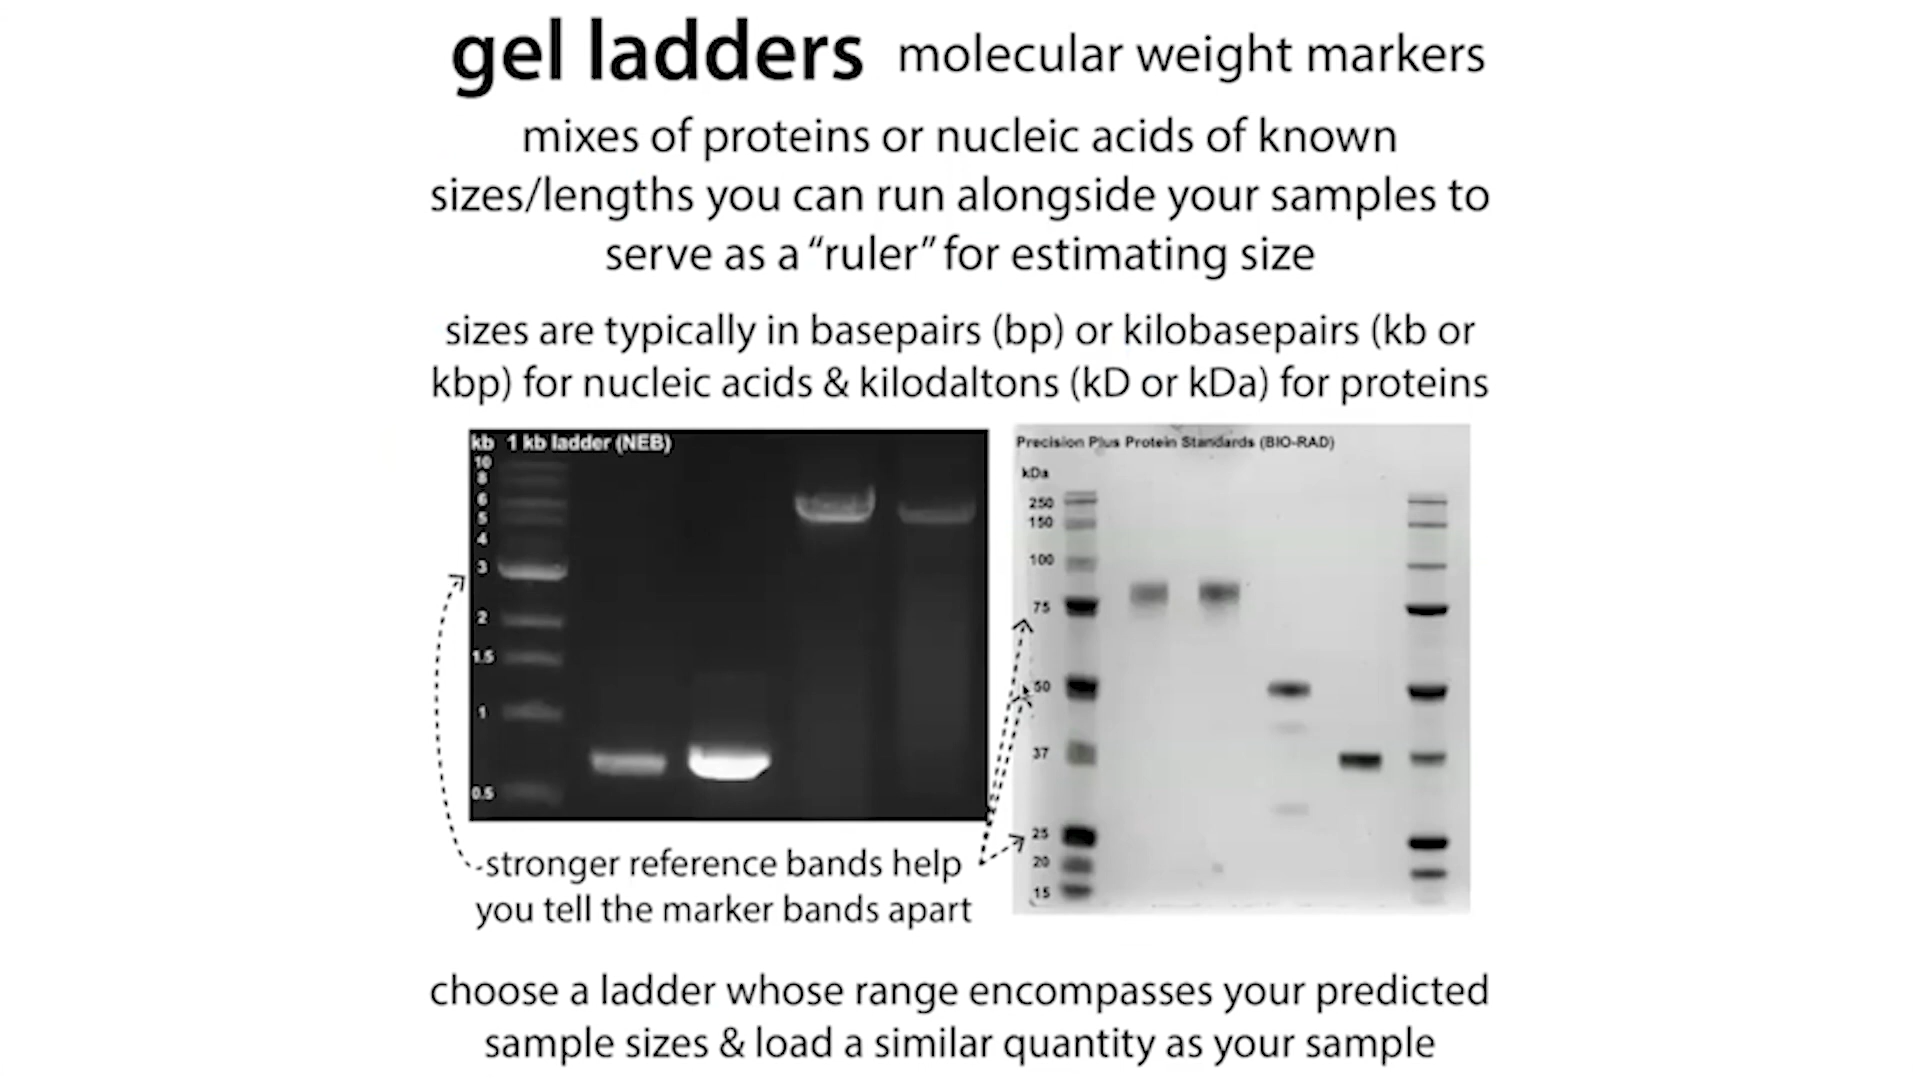 gel ladders molecular weight markers
mixes of proteins or nucleic acids of known
sizes/lengths you can run alongside your samples to
serve as a “ruler” for estimating size
sizes are typically in basepairs (bp) or kilobasepairs (kb or
kbp) for nucleic acids & kilodaltons (kD or kDa) for proteins
kb 1 kb ladder (NEB)
10
8
6
5
4
3
2
1.5
1
0.5
Precision Plus Protein Standards (BIO-RAD)
kDa
250
150
100
75
50
37
25
20
15
stronger reference bands help
you tell the marker bands apart
choose a ladder whose range encompasses your predicted
sample sizes & load a similar quantity as your sample